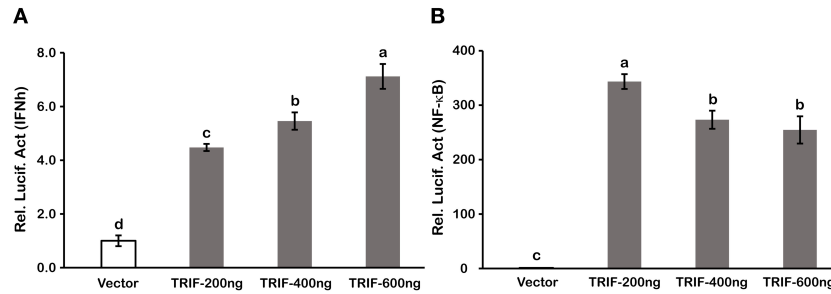 A
Rel. Lucif. Act (IFNh)
8.0
6.0
4.0
2.0
0.0
d
c
b
a
Vector
TRIF-200ng
TRIF-400ng
TRIF-600ng
B
Rel. Lucif. Act (NF-κB)
400
300
200
100
0
c
a
b
b
Vector
TRIF-200ng
TRIF-400ng
TRIF-600ng